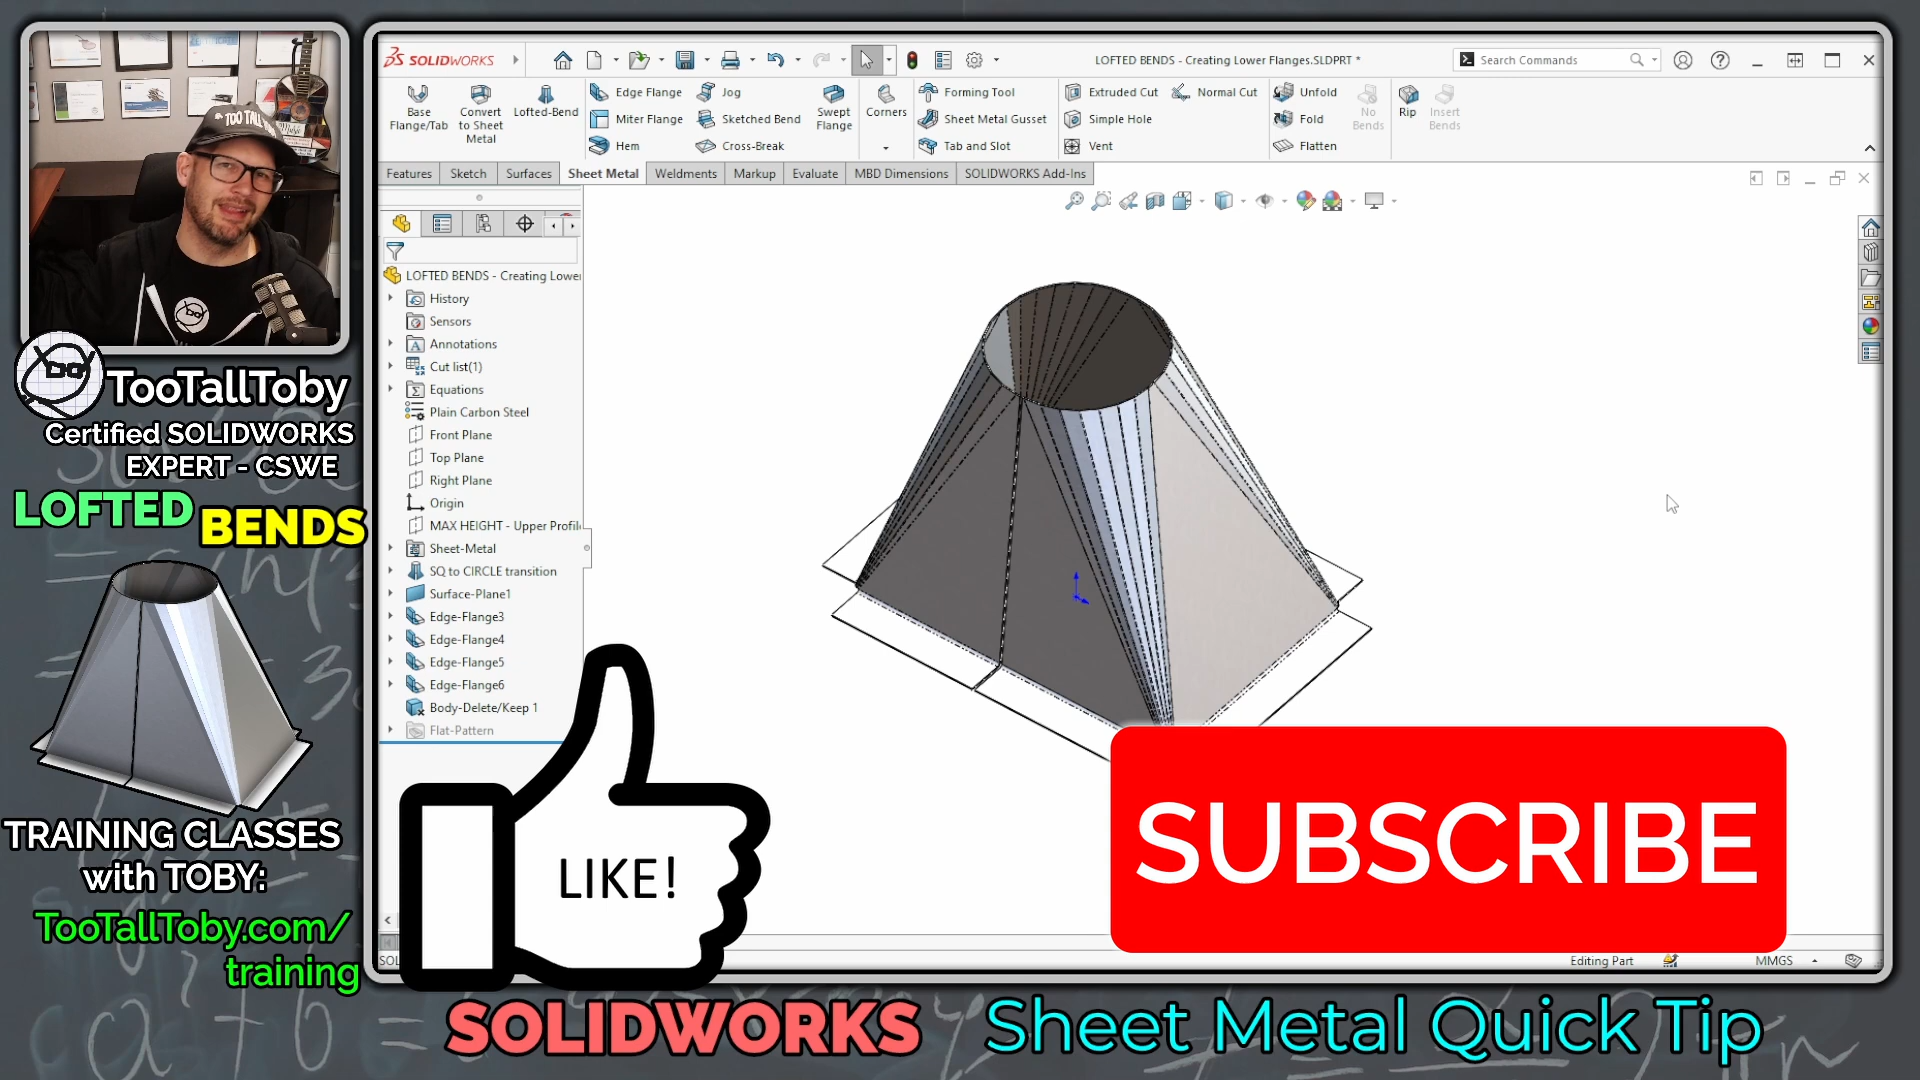 TOO TALL TOBY
TooTallToby
Certified SOLIDWORKS
EXPERT - CSWE
LOFTED BENDS
TRAINING CLASSES
with TOBY:
TooTallToby.com/
training
SOLIDWORKS
LOFTED BENDS - Creating Lower Flanges.SLDPRT *
Search Commands
Base Flange/Tab
Convert to Sheet Metal
Lofted-Bend
Edge Flange
Miter Flange
Hem
Jog
Sketched Bend
Cross-Break
Swept Flange
Corners
Forming Tool
Sheet Metal Gusset
Tab and Slot
Extruded Cut
Simple Hole
Vent
Normal Cut
Unfold
Fold
Flatten
No Bends
Rip
Insert Bends
Features
Sketch
Surfaces
Sheet Metal
Weldments
Markup
Evaluate
MBD Dimensions
SOLIDWORKS Add-Ins
LOFTED BENDS - Creating Lower
History
Sensors
Annotations
Cut list(1)
Equations
Plain Carbon Steel
Front Plane
Top Plane
Right Plane
Origin
MAX HEIGHT - Upper Profil
Sheet-Metal
SQ to CIRCLE transition
Surface-Plane1
Edge-Flange3
Edge-Flange4
Edge-Flange5
Edge-Flange6
Body-Delete/Keep 1
Flat-Pattern
LIKE!
SUBSCRIBE
SOL
Editing Part
MMGS
SOLIDWORKS Sheet Metal Quick Tip